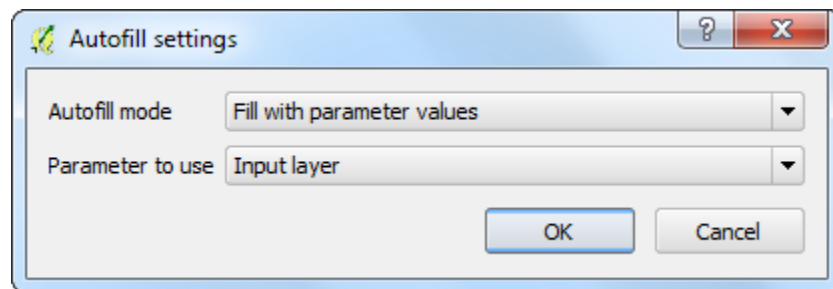 Autofill settings
Autofill mode Fill with parameter values
Parameter to use Input layer
OK Cancel